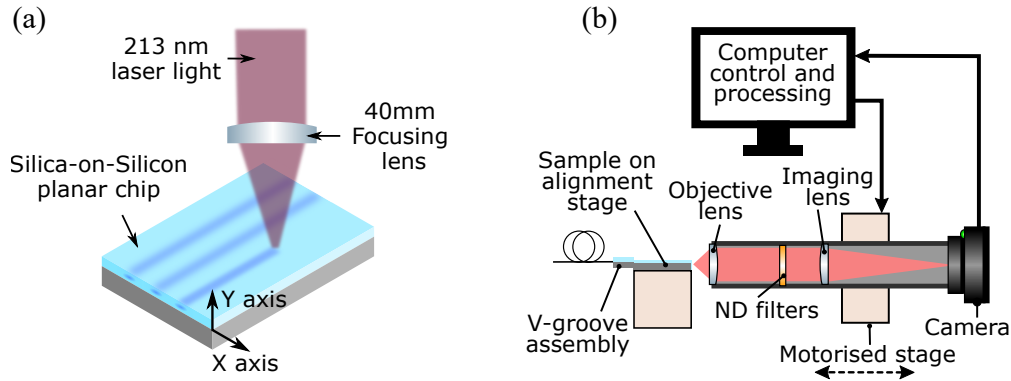 (a)
213 nm
laser light
40mm
Focusing
lens
Silica-on-Silicon
planar chip
Y axis
X axis
(b)
Computer
control and
processing
Sample on
alignment
stage
Objective
lens
Imaging
lens
V-groove
assembly
ND filters
Motorised stage
Camera